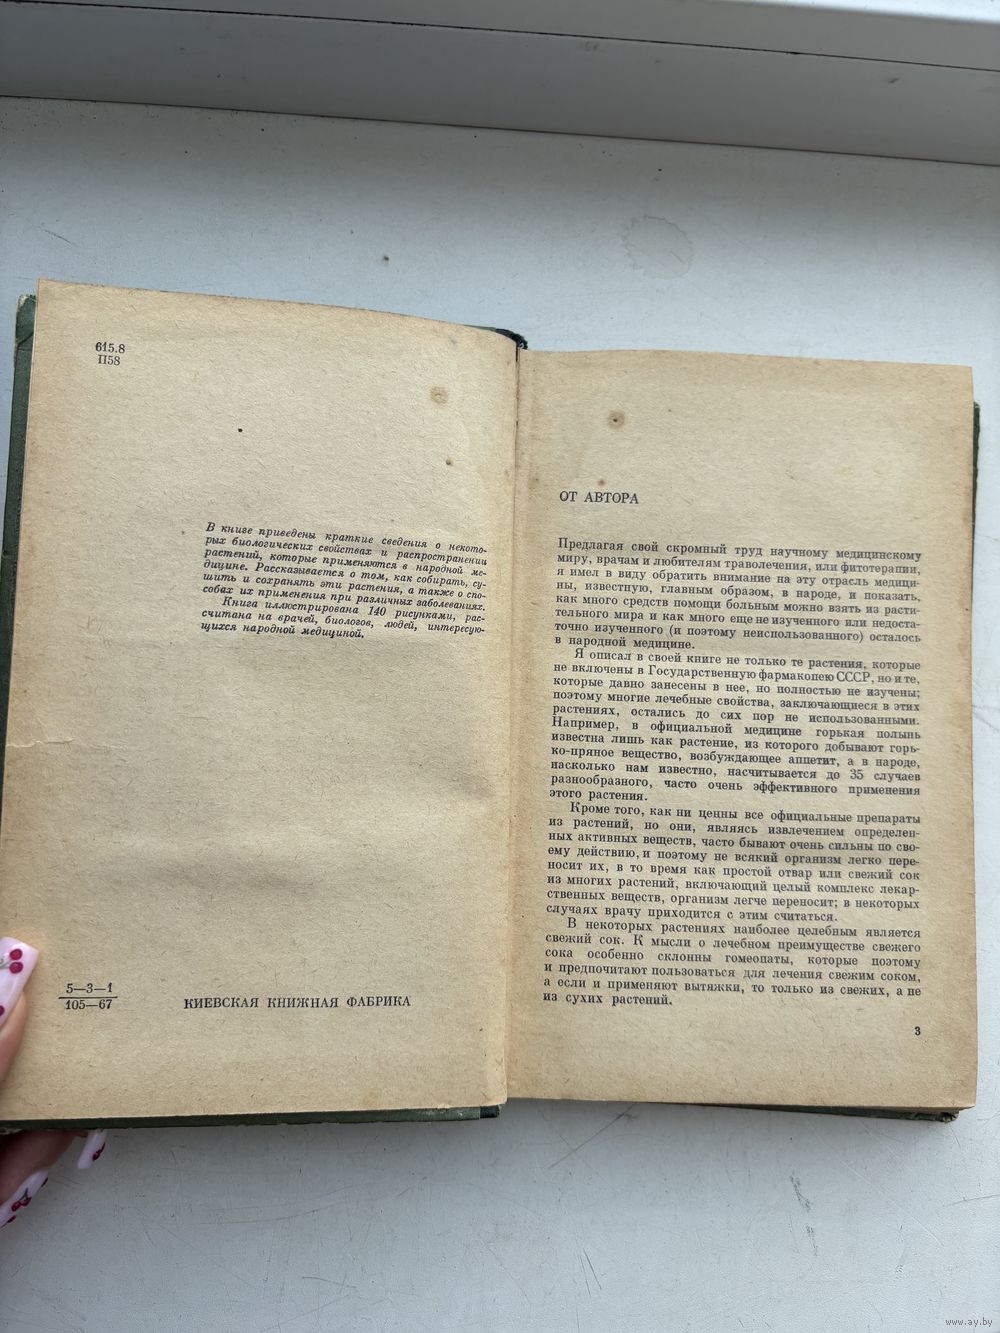 615.8
П58
В книге приведены краткие сведения о некото-
рых биологических свойствах и распространении
растений, которые применяются в народной ме-
дицине. Рассказывается о том, как собирать, су-
шить и сохранять эти растения, а также о спо-
собах их применения при различных заболеваниях.
Книга иллюстрирована 140 рисунками, рас-
считана на врачей, биологов, людей, интересую-
щихся народной медициной.
5—3—1
105—67
КИЕВСКАЯ КНИЖНАЯ ФАБРИКА
ОТ АВТОРА
Предлагая свой скромный труд научному медицинскому
миру, врачам и любителям траволечения, или фитотерапии,
я имел в виду обратить внимание на эту отрасль медици-
ны, известную, главным образом, в народе, и показать,
как много средств помощи больным можно взять из расти-
тельного мира и как много еще не изученного или недоста-
точно изученного (и поэтому неиспользованного) осталось
в народной медицине.
Я описал в своей книге не только те растения, которые
не включены в Государственную фармакопею СССР, но и те,
которые давно занесены в нее, но полностью не изучены;
поэтому многие лечебные свойства, заключающиеся в этих
растениях, остались до сих пор не использованными.
Например, в официальной медицине горькая полынь
известна лишь как растение, из которого добывают горь-
ко-пряное вещество, возбуждающее аппетит, а в народе,
насколько нам известно, насчитывается до 35 случаев
разнообразного, часто очень эффективного применения
этого растения.
Кроме того, как ни ценны все официальные препараты
из растений, но они, являясь извлечением определен-
ных активных веществ, часто бывают очень сильны по сво-
ему действию, и поэтому не всякий организм легко пере-
носит их, в то время как простой отвар или свежий сок
из многих растений, включающий целый комплекс лекар-
ственных веществ, организм легче переносит; в некоторых
случаях врачу приходится с этим считаться.
В некоторых растениях наиболее целебным является
свежий сок. К мысли о лечебном преимуществе свежего
сока особенно склонны гомеопаты, которые поэтому
и предпочитают пользоваться для лечения свежим соком,
а если и применяют вытяжки, то только из свежих, а не
из сухих растений.
3
www.ay.by